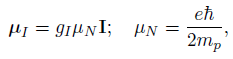 μ_I = g_I μ_N I;   μ_N = eħ / 2m_p ,